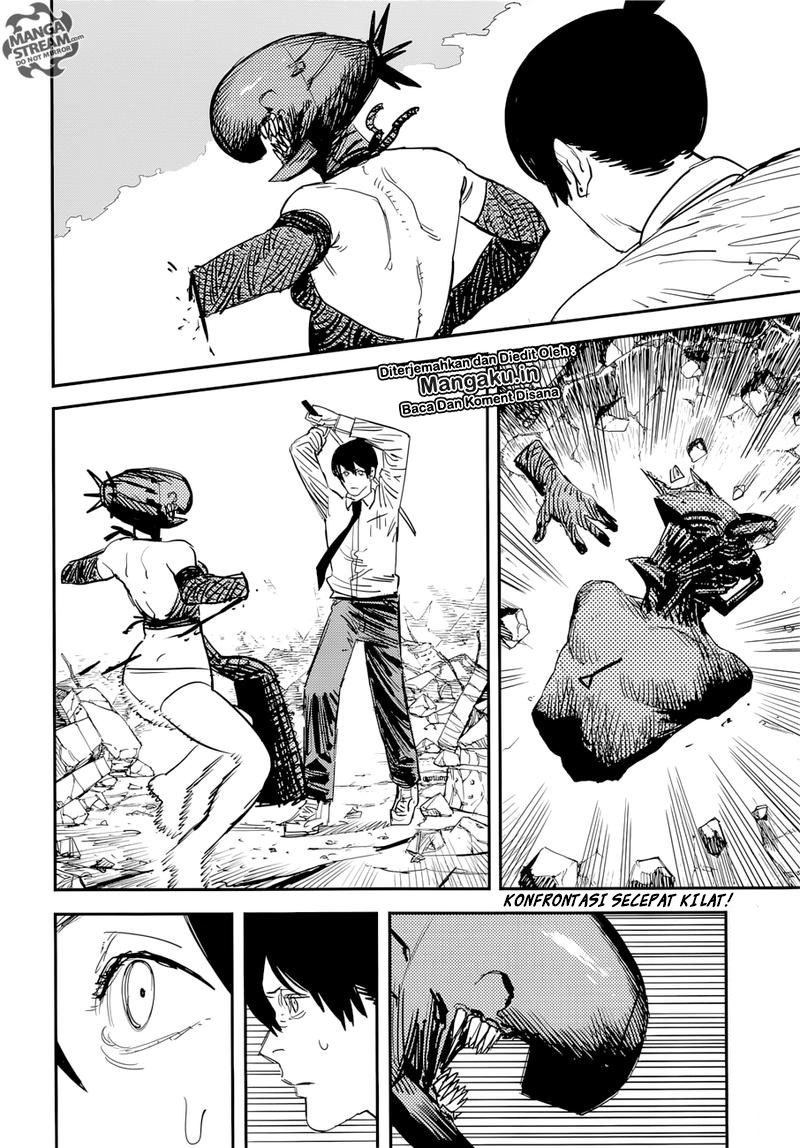 MANGA
STREAM.com
DO NOT MIRROR
Diterjemahkan dan Diedit Oleh :
Mangaku.in
Baca Dan Koment Disana
KONFRONTASI SECEPAT KILAT!